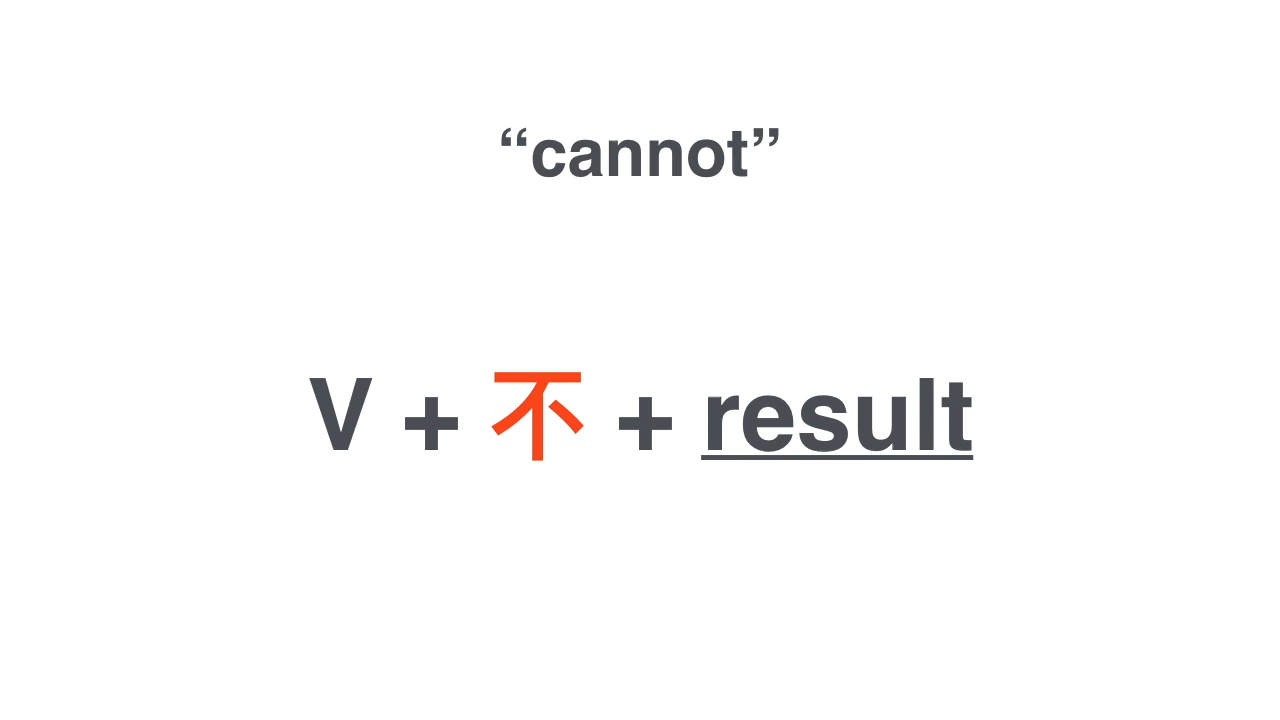 “cannot”
V + 不 + result